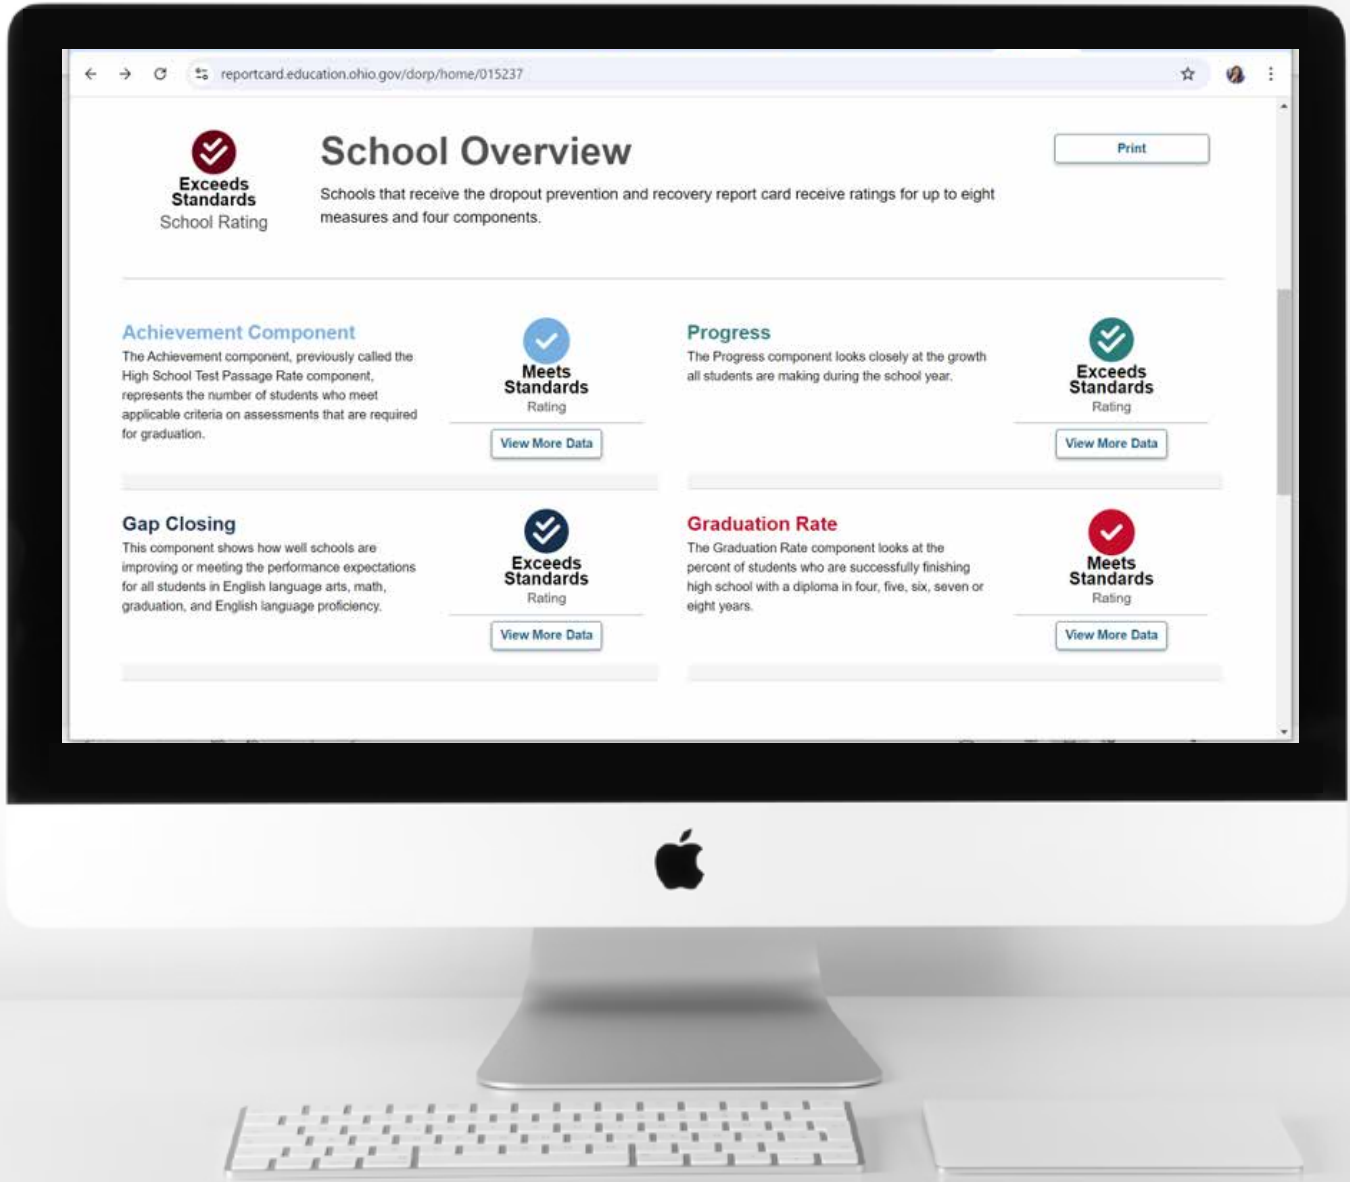 reportcard.education.ohio.gov/dorp/home/015237
Exceeds
Standards
School Rating
School Overview
Schools that receive the dropout prevention and recovery report card receive ratings for up to eight
measures and four components.
Print
Achievement Component
The Achievement component, previously called the
High School Test Passage Rate component,
represents the number of students who meet
applicable criteria on assessments that are required
for graduation.
Meets
Standards
Rating
View More Data
Progress
The Progress component looks closely at the growth
all students are making during the school year.
Exceeds
Standards
Rating
View More Data
Gap Closing
This component shows how well schools are
improving or meeting the performance expectations
for all students in English language arts, math,
graduation, and English language proficiency.
Exceeds
Standards
Rating
View More Data
Graduation Rate
The Graduation Rate component looks at the
percent of students who are successfully finishing
high school with a diploma in four, five, six, seven or
eight years.
Meets
Standards
Rating
View More Data